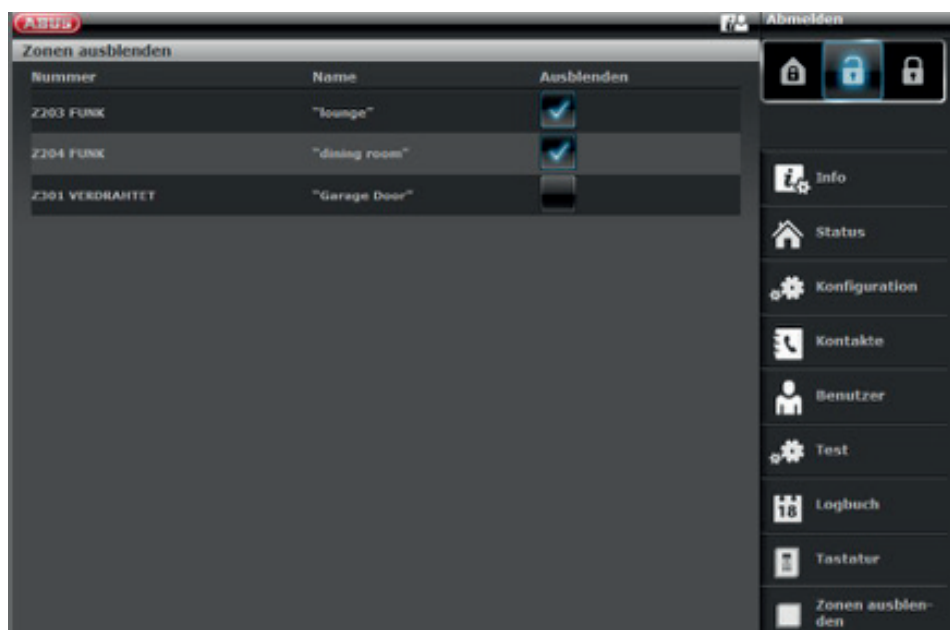 ABUS
Abmelden
Zonen ausblenden
Nummer Name Ausblenden
Z203 FUNK "lounge"
Z204 FUNK "dining room"
Z301 VERDRAHTET "Garage Door"
Info
Status
Konfiguration
Kontakte
Benutzer
Test
18 Logbuch
Tastatur
Zonen ausblen-
den